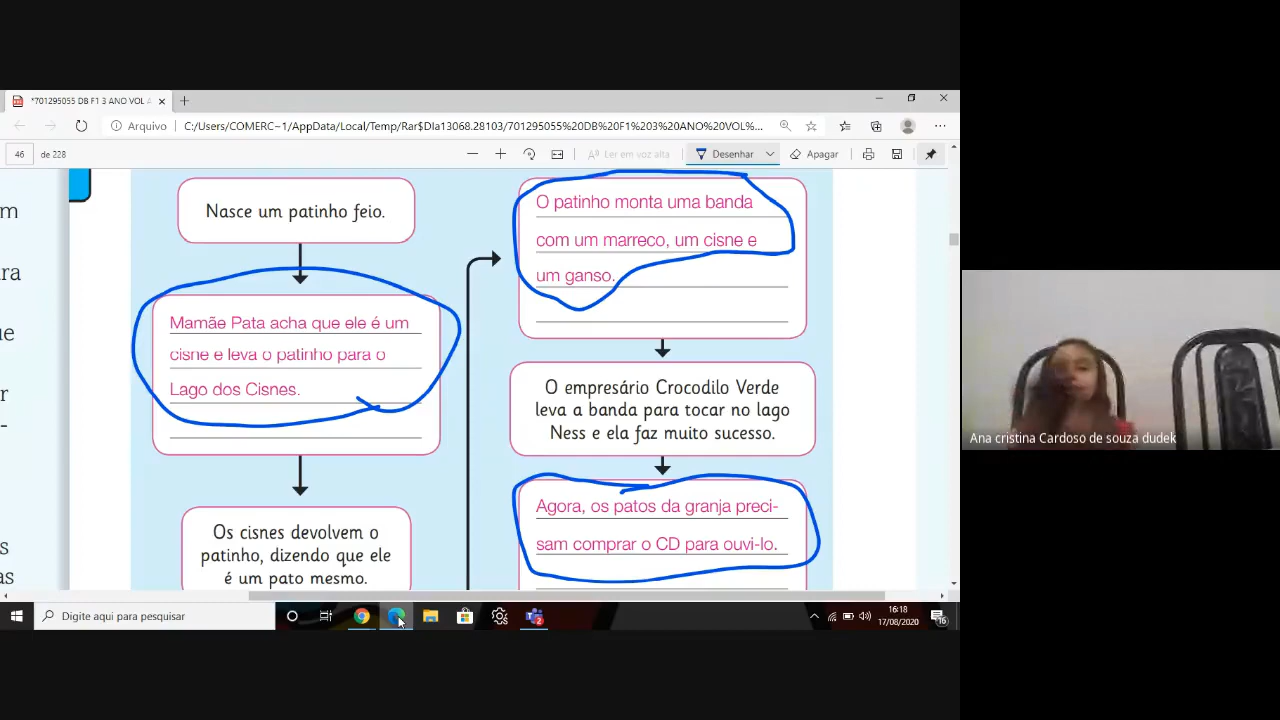 *701295055 DB F1 3 ANO VOL
Arquivo
C:/Users/COMERC~1/AppData/Local/Temp/Rar$DIa13068.28103/701295055%20DB%20F1%203%20ANO%20VOL%...
46 de 228
Ler em voz alta
Desenhar
Apagar
m
ra
ue
r
-
s
as
Nasce um patinho feio.
Mamãe Pata acha que ele é um
cisne e leva o patinho para o
Lago dos Cisnes.
Os cisnes devolvem o
patinho, dizendo que ele
é um pato mesmo.
O patinho monta uma banda
com um marreco, um cisne e
um ganso.
O empresário Crocodilo Verde
leva a banda para tocar no lago
Ness e ela faz muito sucesso.
Agora, os patos da granja preci-
sam comprar o CD para ouvi-lo.
Ana cristina Cardoso de souza dudek
Digite aqui para pesquisar
2
16:18
17/08/2020
16